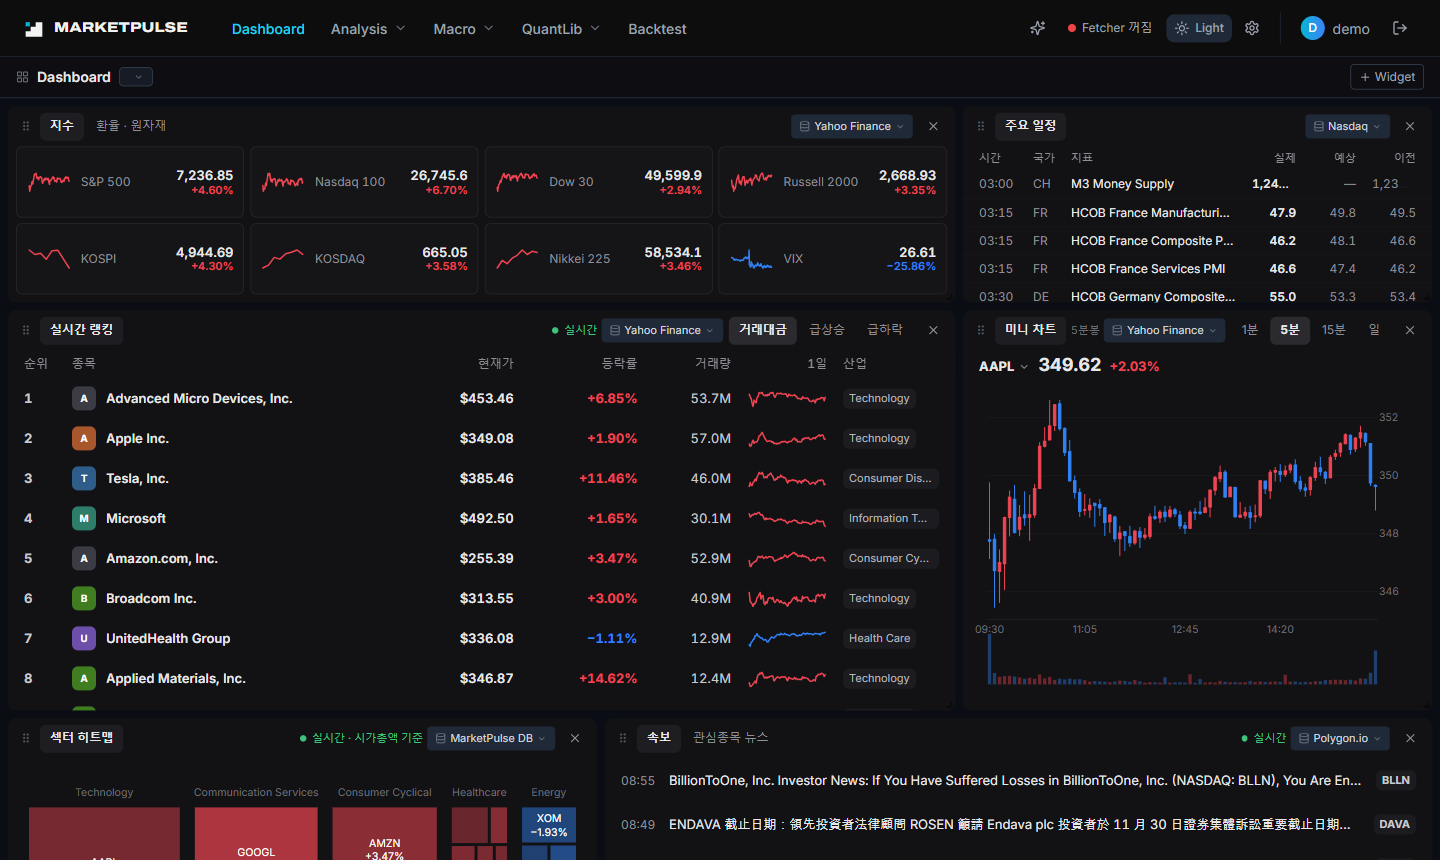 MARKETPULSE Dashboard Analysis Macro QuantLib Backtest Fetcher 꺼짐 Light D demo
Dashboard + Widget
지수 환율 · 원자재 Yahoo Finance
S&P 500 7,236.85 +4.60%
Nasdaq 100 26,745.6 +6.70%
Dow 30 49,599.9 +2.94%
Russell 2000 2,668.93 +3.35%
KOSPI 4,944.69 +4.30%
KOSDAQ 665.05 +3.58%
Nikkei 225 58,534.1 +3.46%
VIX 26.61 −25.86%
주요 일정 Nasdaq
시간 국가 지표 실제 예상 이전
03:00 CH M3 Money Supply 1,24... — 1,23
03:15 FR HCOB France Manufacturi... 47.9 49.8 49.5
03:15 FR HCOB France Composite P... 46.2 48.1 46.6
03:15 FR HCOB France Services PMI 46.6 47.4 46.2
03:30 DE HCOB Germany Composite... 55.0 53.3 53.4
실시간 랭킹 실시간 Yahoo Finance 거래대금 급상승 급하락
순위 종목 현재가 등락률 거래량 1일 산업
1 A Advanced Micro Devices, Inc. $453.46 +6.85% 53.7M Technology
2 A Apple Inc. $349.08 +1.90% 57.0M Technology
3 T Tesla, Inc. $385.46 +11.46% 46.0M Consumer Dis...
4 M Microsoft $492.50 +1.65% 30.1M Information T...
5 A Amazon.com, Inc. $255.39 +3.47% 52.9M Consumer Cy...
6 B Broadcom Inc. $313.55 +3.00% 40.9M Technology
7 U UnitedHealth Group $336.08 −1.11% 12.9M Health Care
8 A Applied Materials, Inc. $346.87 +14.62% 12.4M Technology
미니 차트 5분봉 Yahoo Finance 1분 5분 15분 일
AAPL 349.62 +2.03%
352
350
348
346
09:30 11:05 12:45 14:20
섹터 히트맵 실시간 · 시가총액 기준 MarketPulse DB
Technology Communication Services Consumer Cyclical Healthcare Energy
AAPL
GOOGL
AMZN
+3.47%
XOM
−1.93%
속보 관심종목 뉴스 실시간 Polygon.io
08:55 BillionToOne, Inc. Investor News: If You Have Suffered Losses in BillionToOne, Inc. (NASDAQ: BLLN), You Are En... BLLN
08:49 ENDAVA 截止日期：領先投資者法律顧問 ROSEN 籲請 Endava plc 投資者於 11 月 30 日證券集體訴訟重要截止日期... DAVA